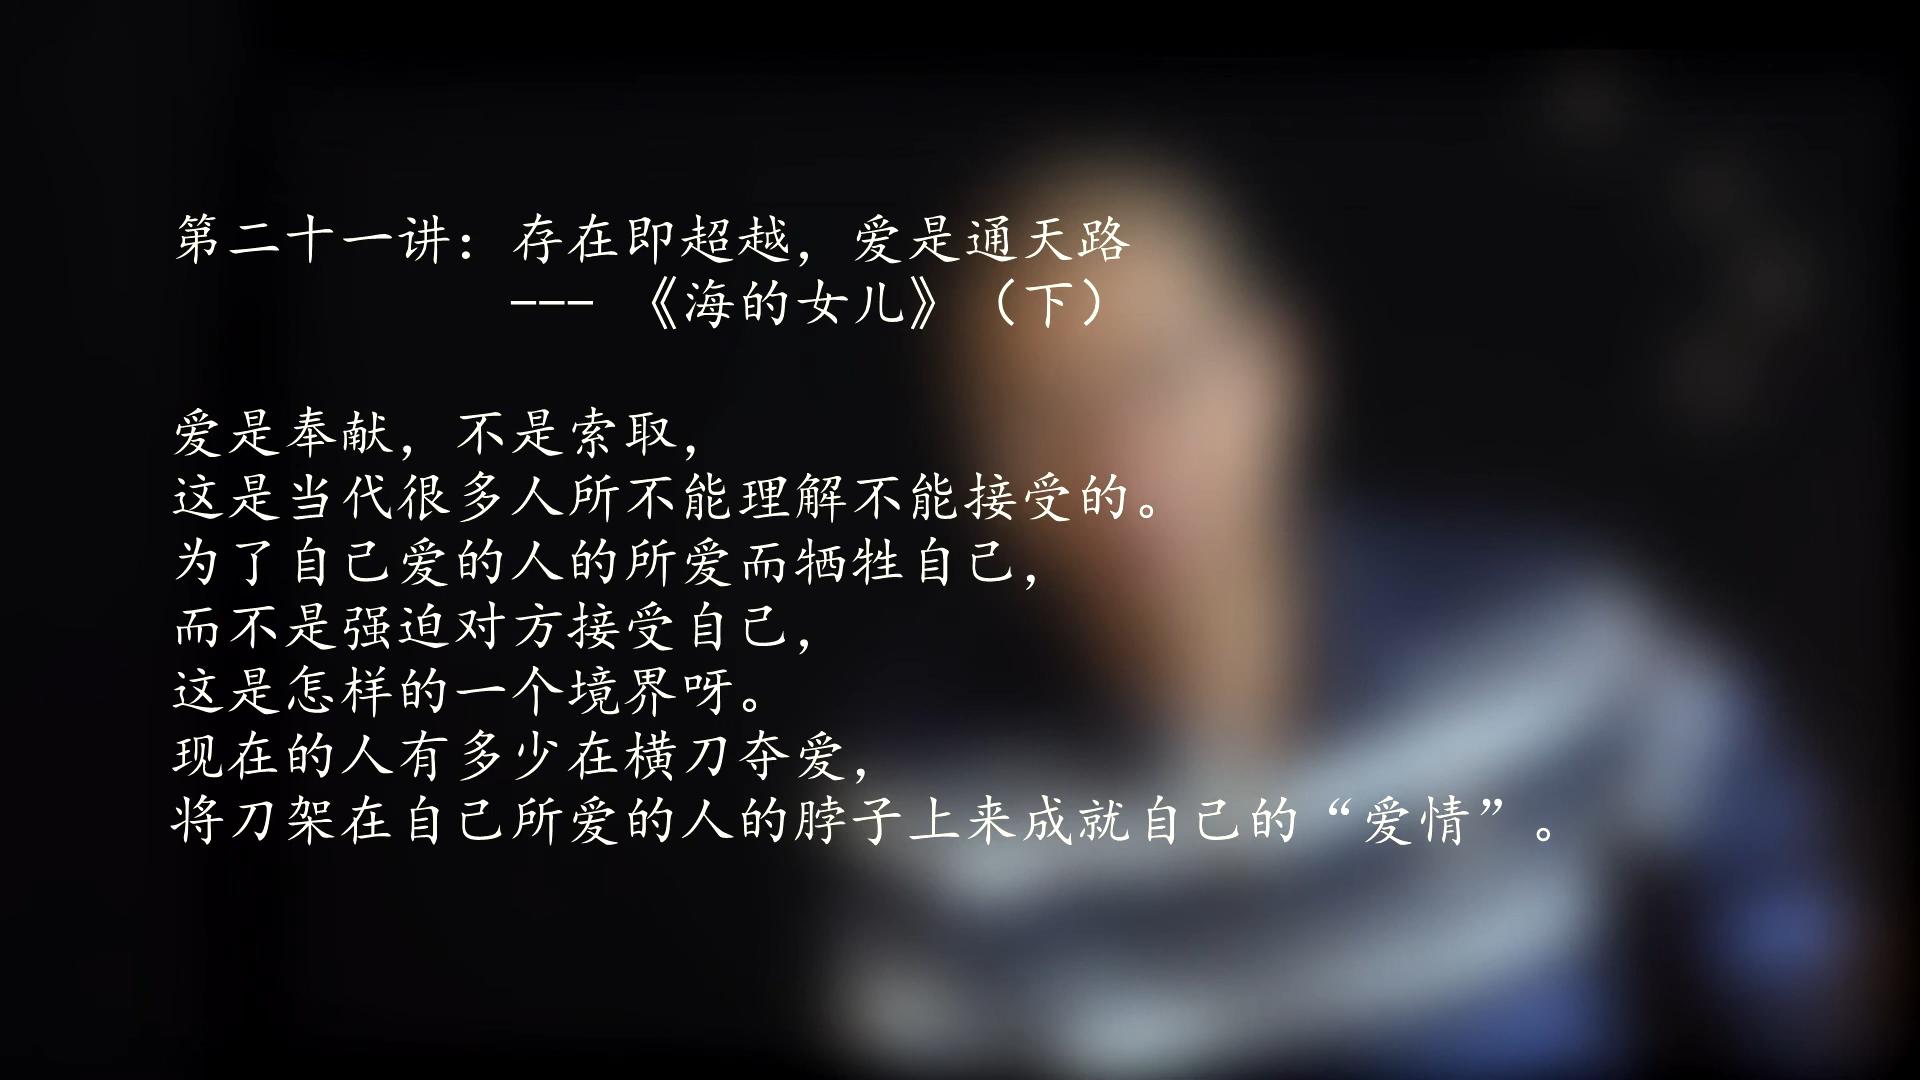 第二十一讲：存在即超越，爱是通天路
--- 《海的女儿》（下）
爱是奉献，不是索取，
这是当代很多人所不能理解不能接受的。
为了自己爱的人的所爱而牺牲自己，
而不是强迫对方接受自己，
这是怎样的一个境界呀。
现在的人有多少在横刀夺爱，
将刀架在自己所爱的人的脖子上来成就自己的“爱情”。